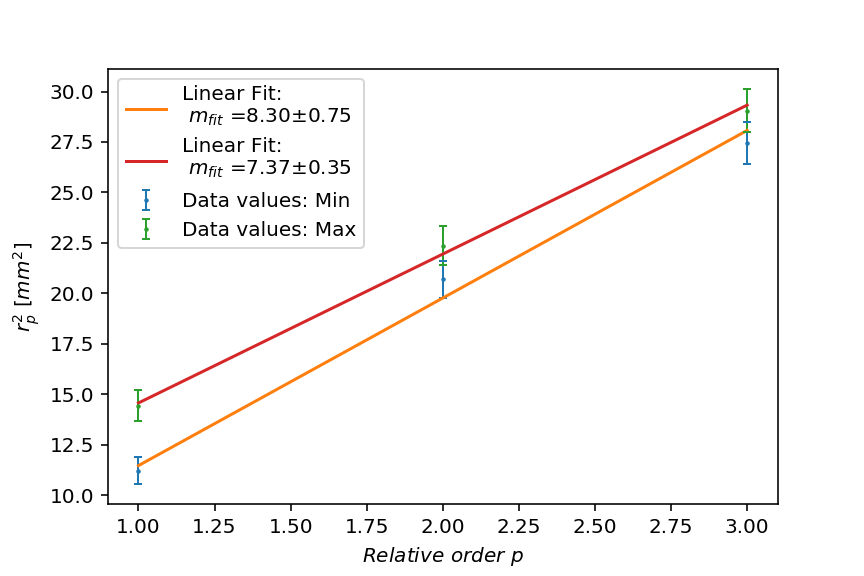 Linear Fit:
m_fit =8.30±0.75
Linear Fit:
m_fit =7.37±0.35
Data values: Min
Data values: Max
30.0
27.5
25.0
22.5
20.0
17.5
15.0
12.5
10.0
r_p^2 [mm^2]
1.00 1.25 1.50 1.75 2.00 2.25 2.50 2.75 3.00
Relative order p